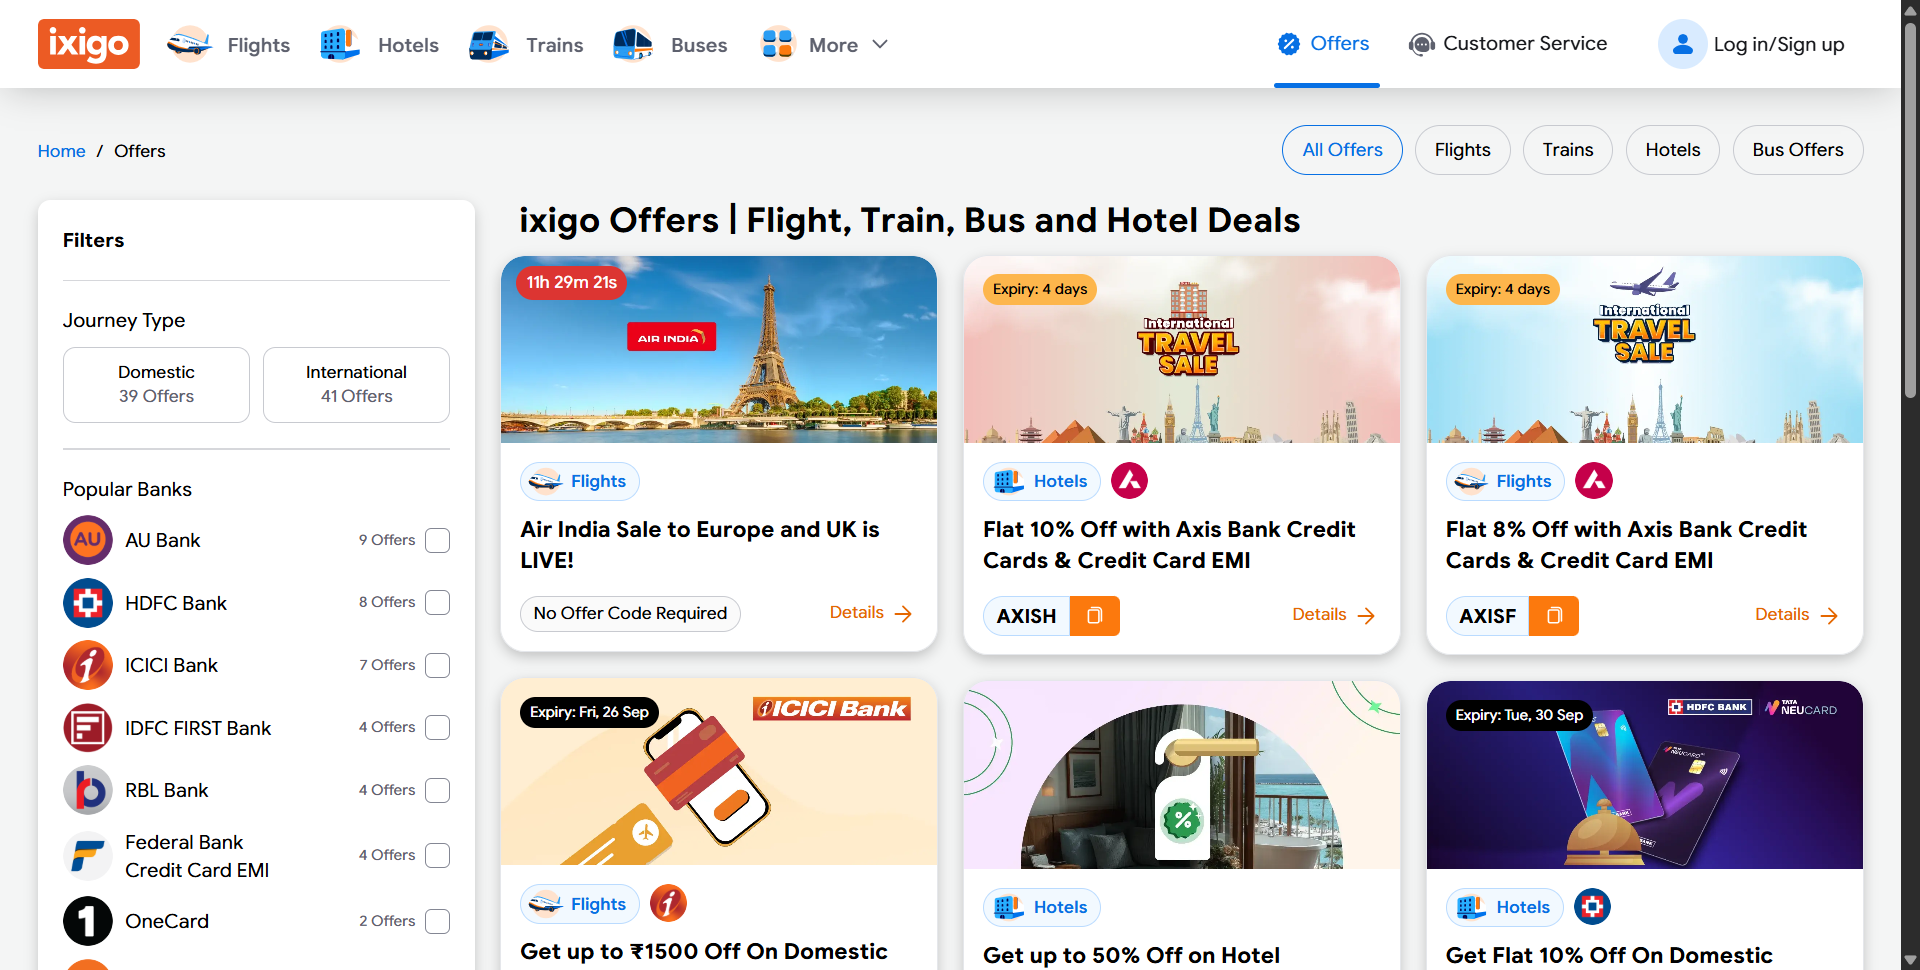 ixigo
Flights
Hotels
Trains
Buses
More
Offers
Customer Service
Log in/Sign up
Home / Offers
All Offers
Flights
Trains
Hotels
Bus Offers
Filters
Journey Type
Domestic
39 Offers
International
41 Offers
Popular Banks
AU
AU Bank
9 Offers
HDFC Bank
8 Offers
ICICI Bank
7 Offers
IDFC FIRST Bank
4 Offers
RBL Bank
4 Offers
Federal Bank
Credit Card EMI
4 Offers
1
OneCard
2 Offers
ixigo Offers | Flight, Train, Bus and Hotel Deals
11h 29m 21s
AIR INDIA
Flights
Air India Sale to Europe and UK is
LIVE!
No Offer Code Required
Details
Expiry: 4 days
International
TRAVEL
SALE
Hotels
Flat 10% Off with Axis Bank Credit
Cards & Credit Card EMI
AXISH
Details
Expiry: 4 days
International
TRAVEL
SALE
Flights
Flat 8% Off with Axis Bank Credit
Cards & Credit Card EMI
AXISF
Details
Expiry: Fri, 26 Sep
ICICI Bank
Flights
Get up to ₹1500 Off On Domestic
%
Hotels
Get up to 50% Off on Hotel
Expiry: Tue, 30 Sep
HDFC BANK
TATA
NEUCARD
Hotels
Get Flat 10% Off On Domestic